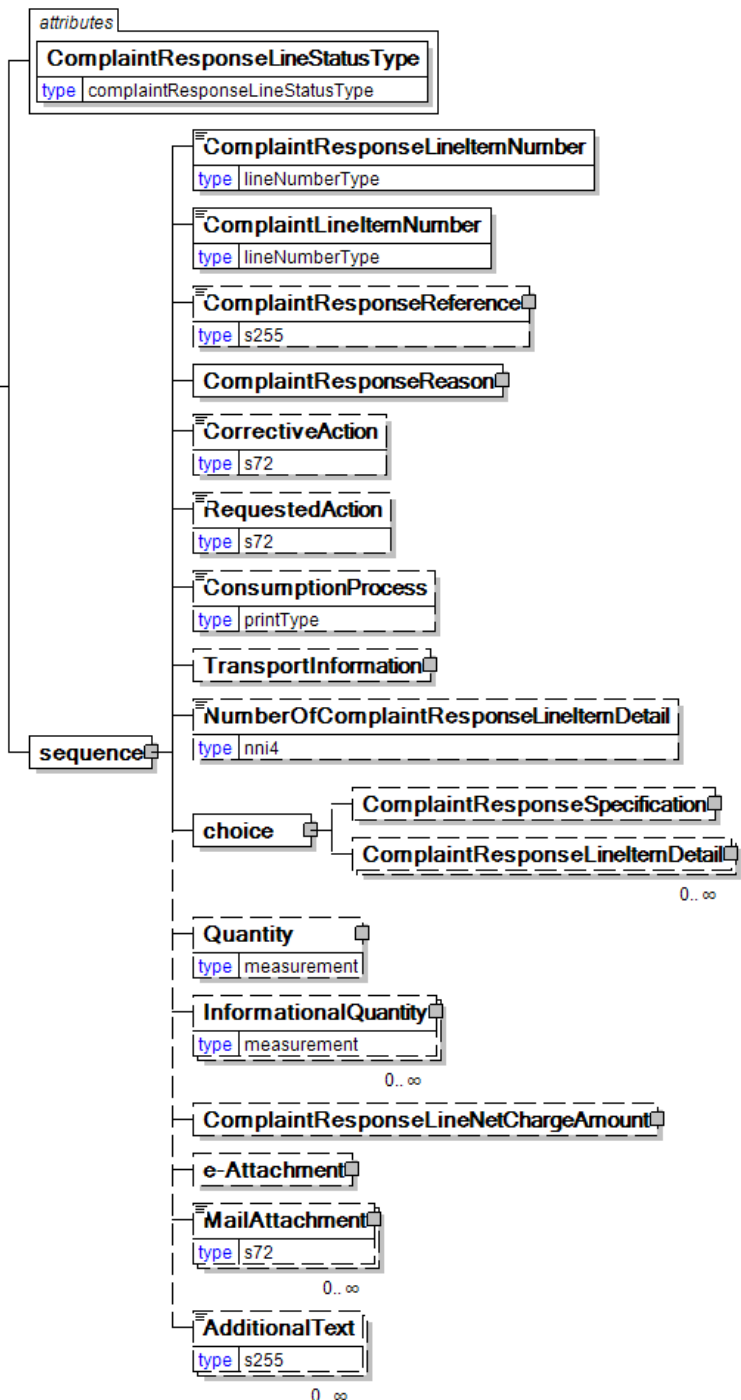 attributes
ComplaintResponseLineStatusType
type complaintResponseLineStatusType
ComplaintResponseLineItemNumber
type lineNumberType
ComplaintLineItemNumber
type lineNumberType
ComplaintResponseReference
type s255
ComplaintResponseReason
CorrectiveAction
type s72
RequestedAction
type s72
ConsumptionProcess
type printType
TransportInformation
NumberOfComplaintResponseLineItemDetail
type nni4
sequence
choice
ComplaintResponseSpecification
ComplaintResponseLineItemDetail
0.. ∞
Quantity
type measurement
InformationalQuantity
type measurement
0.. ∞
ComplaintResponseLineNetChargeAmount
e-Attachment
MailAttachment
type s72
0.. ∞
AdditionalText
type s255
0.. ∞